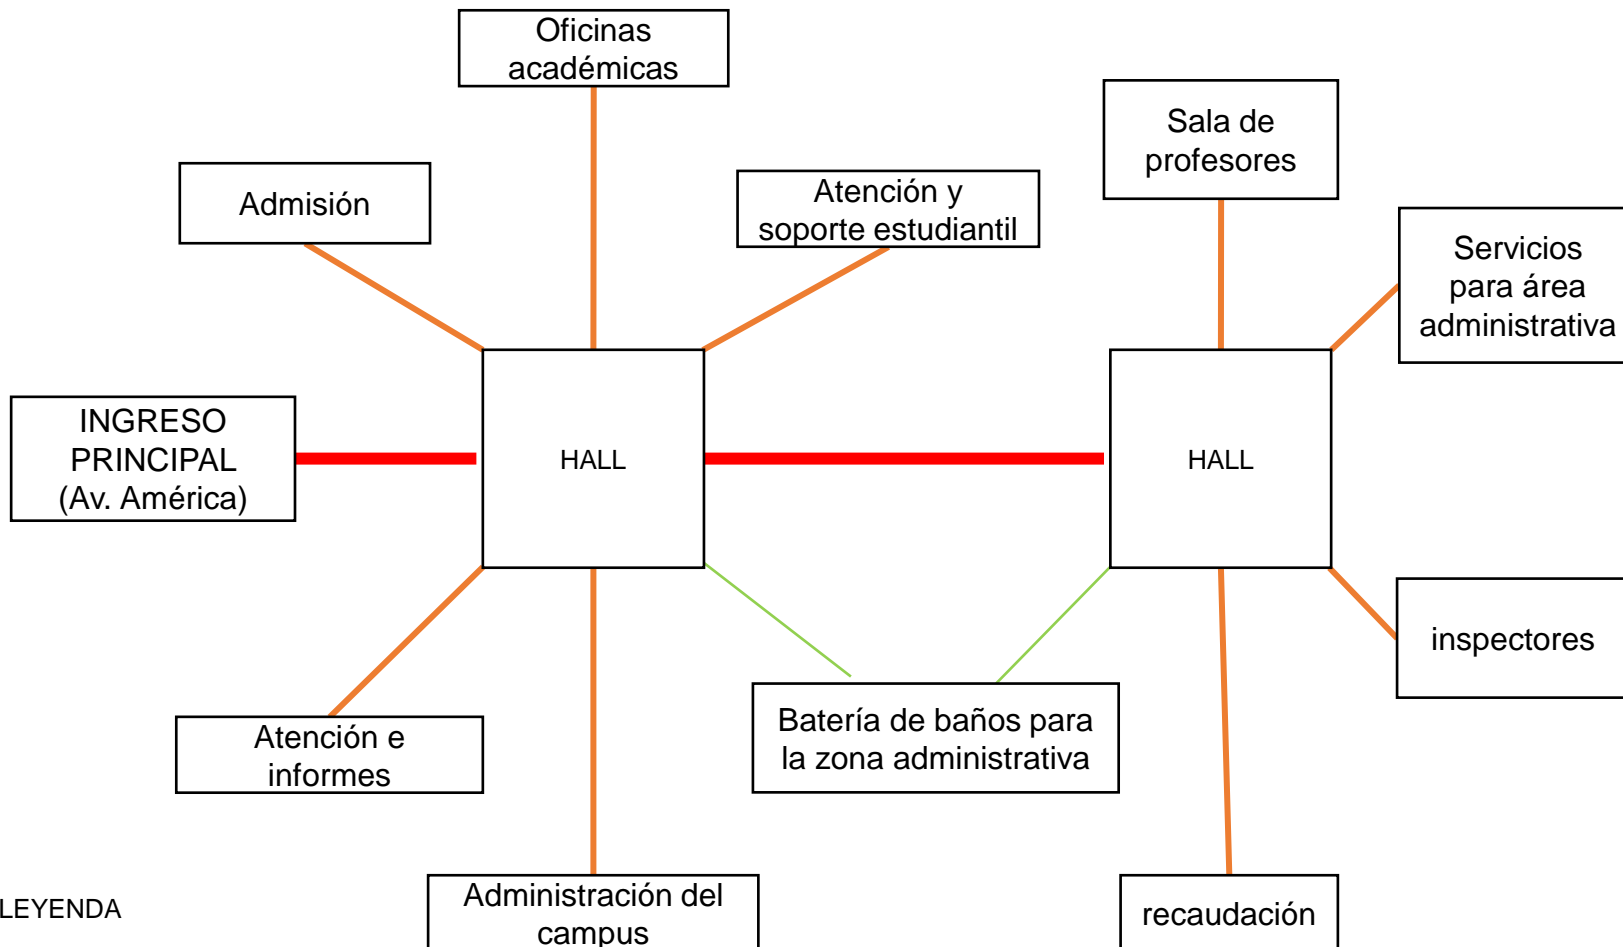 Oficinas
académicas
Sala de
profesores
Admisión
Atención y
soporte estudiantil
Servicios
para área
administrativa
INGRESO
PRINCIPAL
(Av. América)
HALL
HALL
inspectores
Atención e
informes
Batería de baños para
la zona administrativa
Administración del
campus
recaudación
LEYENDA